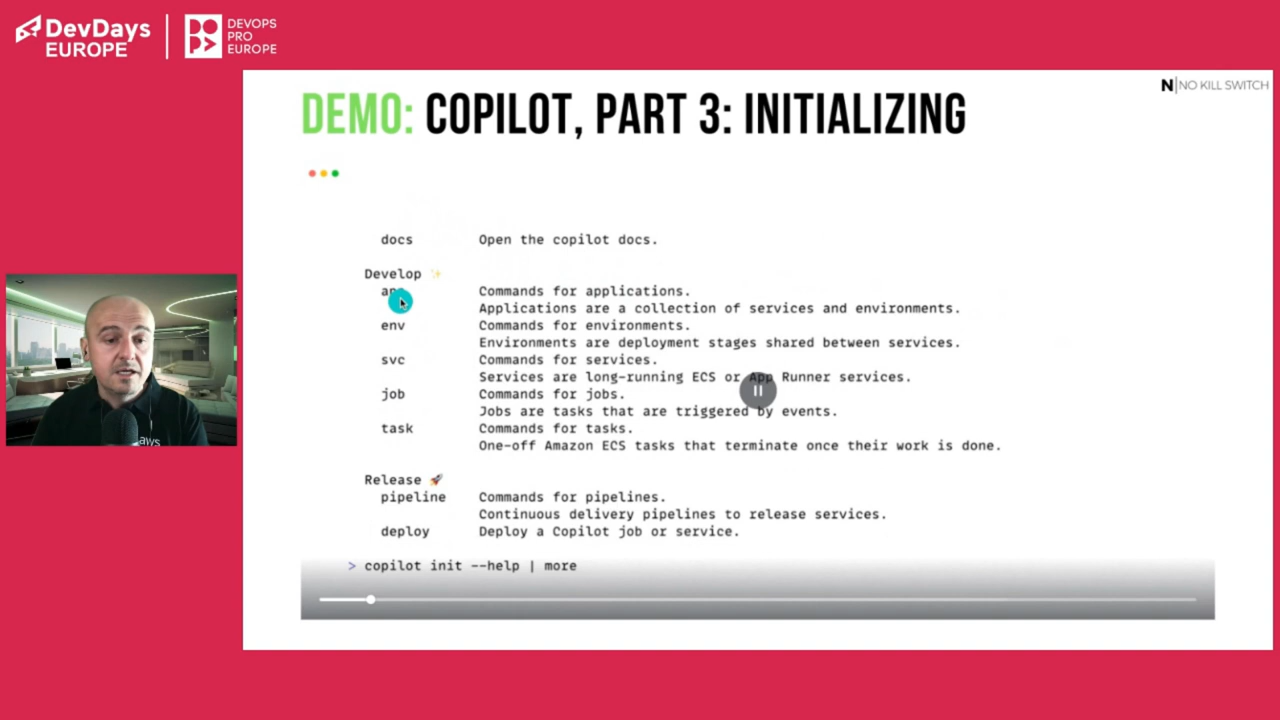 DevDays
EUROPE
DEVOPS
PRO
EUROPE
N|NO KILL SWITCH
DEMO: COPILOT, PART 3: INITIALIZING
docs Open the copilot docs.
Develop ✨
Commands for applications.
Applications are a collection of services and environments.
env Commands for environments.
Environments are deployment stages shared between services.
svc Commands for services.
Services are long-running ECS or App Runner services.
job Commands for jobs.
Jobs are tasks that are triggered by events.
task Commands for tasks.
One-off Amazon ECS tasks that terminate once their work is done.
Release 🚀
pipeline Commands for pipelines.
Continuous delivery pipelines to release services.
deploy Deploy a Copilot job or service.
> copilot init --help | more
aws